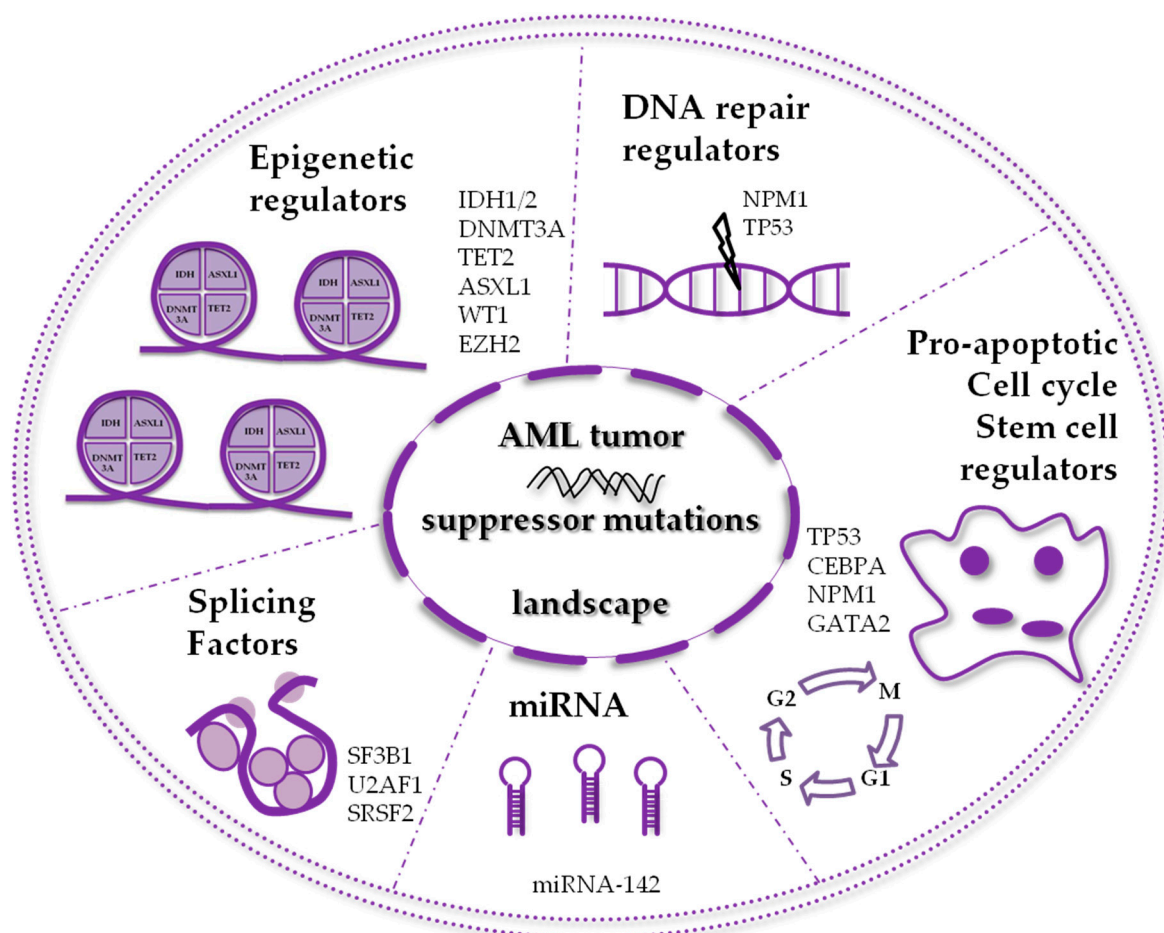 DNA repair
regulators
NPM1
TP53
Epigenetic
regulators
IDH1/2
DNMT3A
TET2
ASXL1
WT1
EZH2
IDH
ASXL1
DNMT
3A
TET2
IDH
ASXL1
DNMT
3A
TET2
IDH
ASXL1
DNMT
3A
TET2
IDH
ASXL1
DNMT
3A
TET2
Pro-apoptotic
Cell cycle
Stem cell
regulators
TP53
CEBPA
NPM1
GATA2
G2
M
S
G1
AML tumor
suppressor mutations
landscape
Splicing
Factors
SF3B1
U2AF1
SRSF2
miRNA
miRNA-142